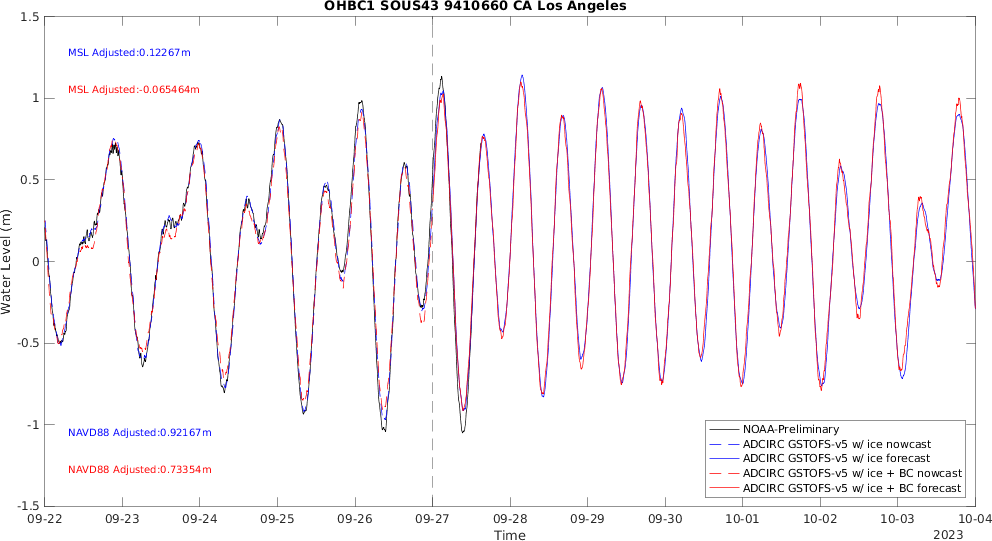 OHBC1 SOUS43 9410660 CA Los Angeles
1.5
1
0.5
0
-0.5
-1
-1.5
Water Level (m)
MSL Adjusted:0.12267m
MSL Adjusted:-0.065464m
NAVD88 Adjusted:0.92167m
NAVD88 Adjusted:0.73354m
NOAA-Preliminary
ADCIRC GSTOFS-v5 w/ ice nowcast
ADCIRC GSTOFS-v5 w/ ice forecast
ADCIRC GSTOFS-v5 w/ ice + BC nowcast
ADCIRC GSTOFS-v5 w/ ice + BC forecast
09-22 09-23 09-24 09-25 09-26 09-27 09-28 09-29 09-30 10-01 10-02 10-03 10-04
Time
2023